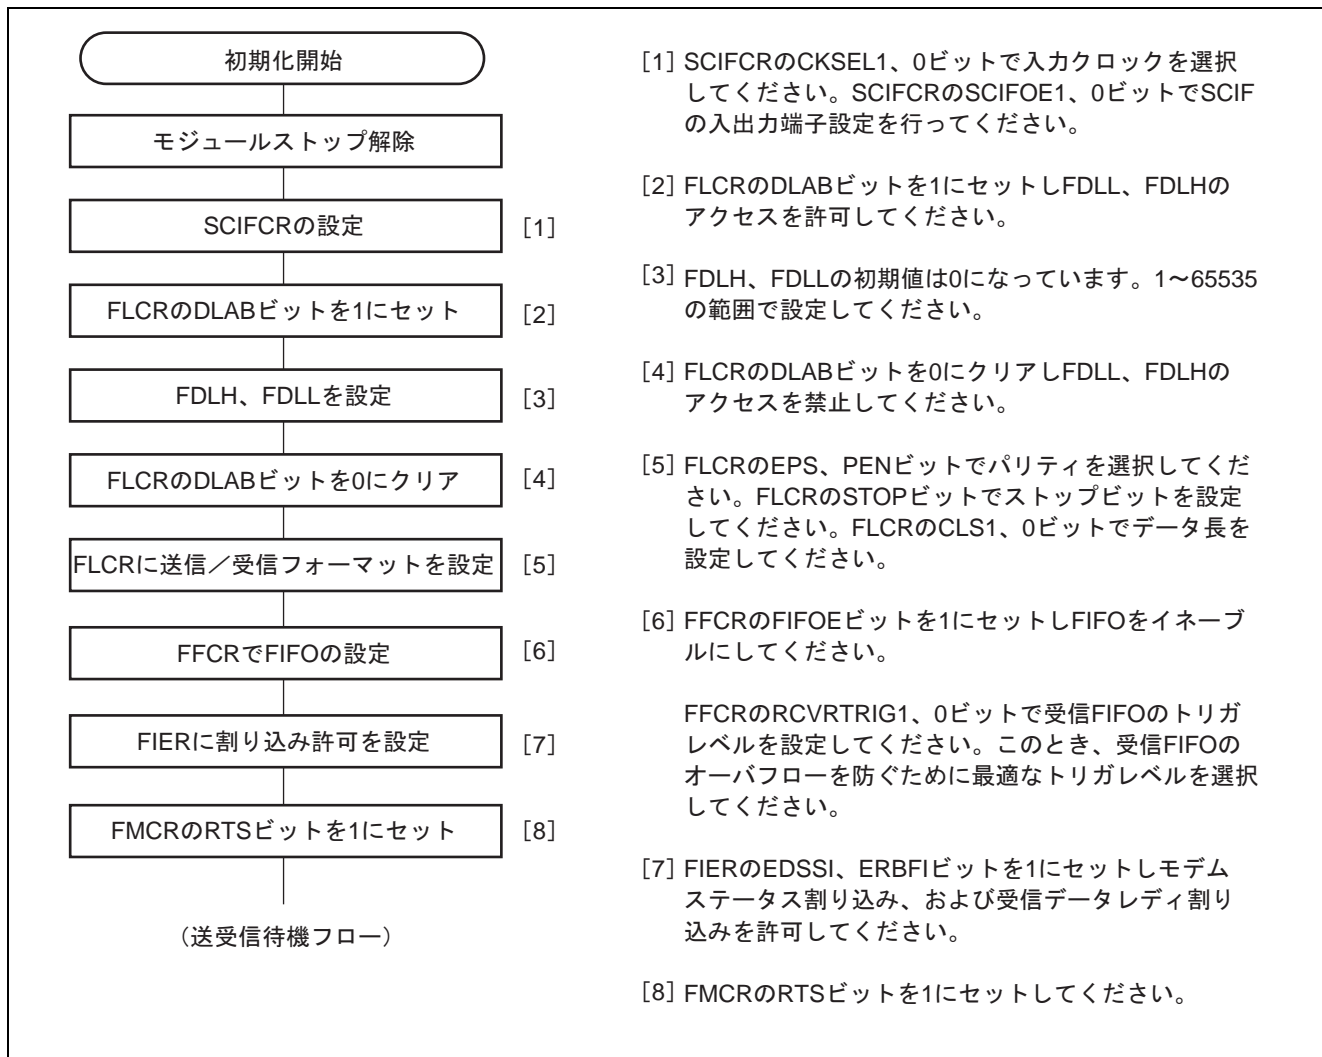 初期化開始
モジュールストップ解除
SCIFCRの設定 [1]
FLCRのDLABビットを1にセット [2]
FDLH、FDLLを設定 [3]
FLCRのDLABビットを0にクリア [4]
FLCRに送信／受信フォーマットを設定 [5]
FFCRでFIFOの設定 [6]
FIERに割り込み許可を設定 [7]
FMCRのRTSビットを1にセット [8]
（送受信待機フロー）
[1] SCIFCRのCKSEL1、0ビットで入力クロックを選択
してください。SCIFCRのSCIFOE1、0ビットでSCIF
の入出力端子設定を行ってください。
[2] FLCRのDLABビットを1にセットしFDLL、FDLHの
アクセスを許可してください。
[3] FDLH、FDLLの初期値は0になっています。1～65535
の範囲で設定してください。
[4] FLCRのDLABビットを0にクリアしFDLL、FDLHの
アクセスを禁止してください。
[5] FLCRのEPS、PENビットでパリティを選択してくだ
さい。FLCRのSTOPビットでストップビットを設定
してください。FLCRのCLS1、0ビットでデータ長を
設定してください。
[6] FFCRのFIFOEビットを1にセットしFIFOをイネーブ
ルにしてください。
FFCRのRCVRTRIG1、0ビットで受信FIFOのトリガ
レベルを設定してください。このとき、受信FIFOの
オーバフローを防ぐために最適なトリガレベルを選択
してください。
[7] FIERのEDSSI、ERBFIビットを1にセットしモデム
ステータス割り込み、および受信データレディ割り
込みを許可してください。
[8] FMCRのRTSビットを1にセットしてください。